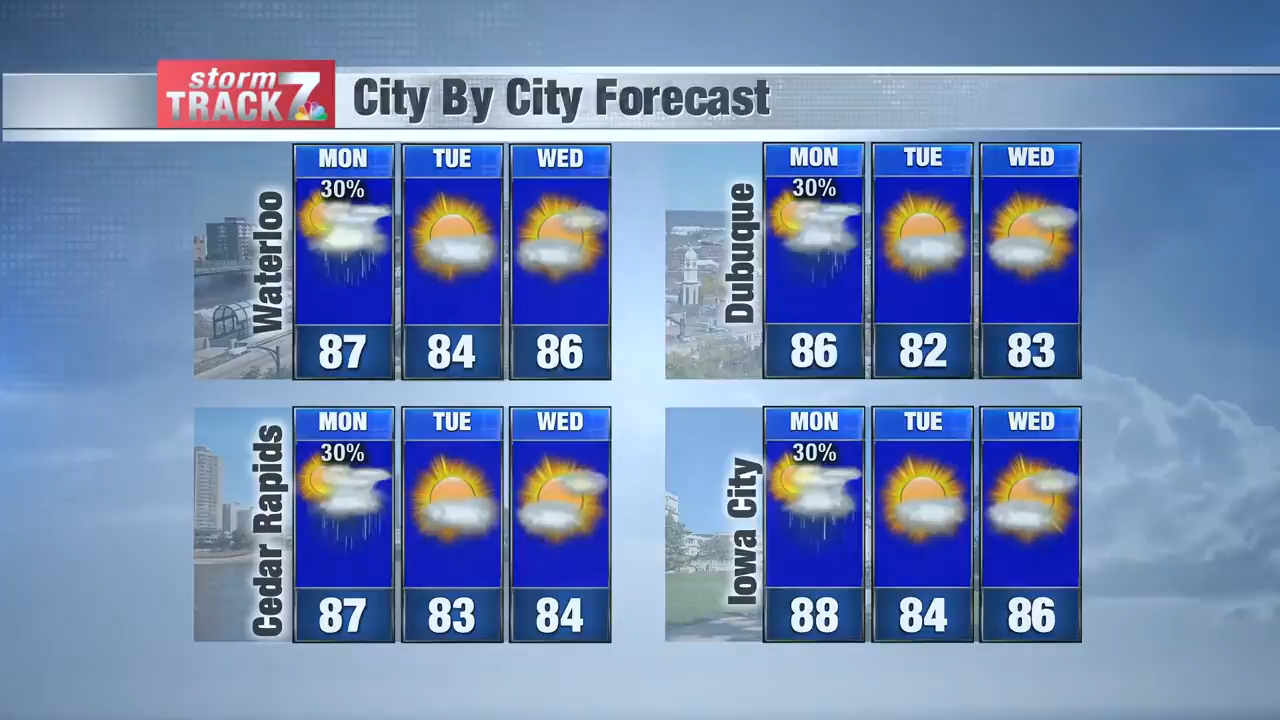 storm
TRACK 7
City By City Forecast
Waterloo
MON TUE WED
30%
87 84 86
Dubuque
MON TUE WED
30%
86 82 83
Cedar Rapids
MON TUE WED
30%
87 83 84
Iowa City
MON TUE WED
30%
88 84 86